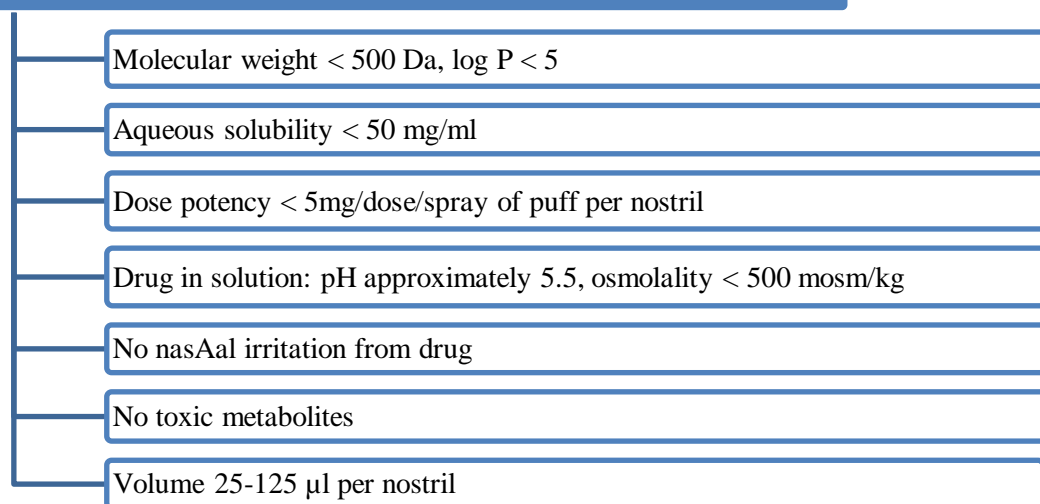 Molecular weight < 500 Da, log P < 5
Aqueous solubility < 50 mg/ml
Dose potency < 5mg/dose/spray of puff per nostril
Drug in solution: pH approximately 5.5, osmolality < 500 mosm/kg
No nasAal irritation from drug
No toxic metabolites
Volume 25-125 µl per nostril